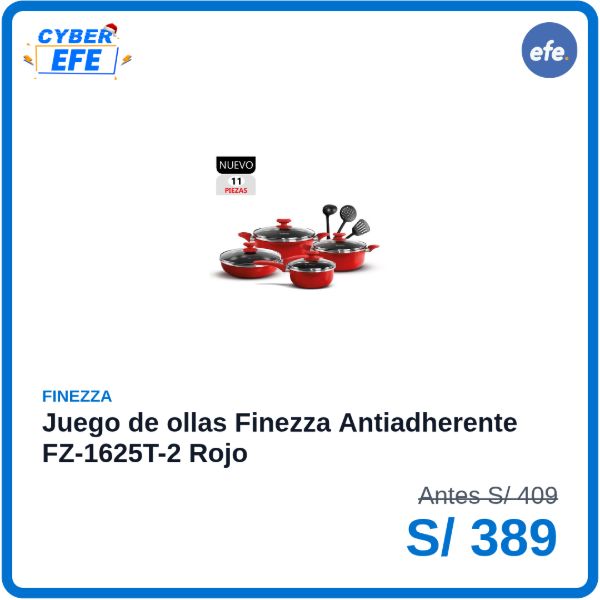 CYBER
EFE
efe.
NUEVO
11
PIEZAS
FINEZZA
Juego de ollas Finezza Antiadherente
FZ-1625T-2 Rojo
Antes S/ 409
S/ 389